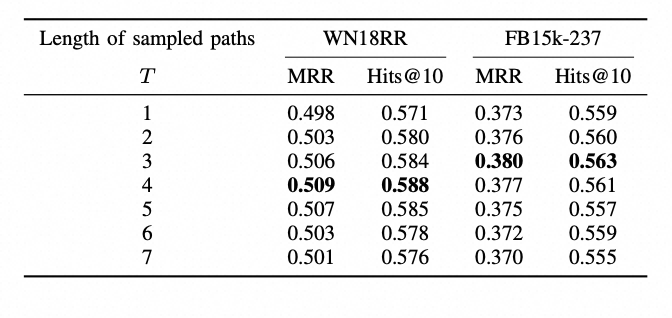 Length of sampled paths WN18RR FB15k-237
T MRR Hits@10 MRR Hits@10
1 0.498 0.571 0.373 0.559
2 0.503 0.580 0.376 0.560
3 0.506 0.584 0.380 0.563
4 0.509 0.588 0.377 0.561
5 0.507 0.585 0.375 0.557
6 0.503 0.578 0.372 0.559
7 0.501 0.576 0.370 0.555